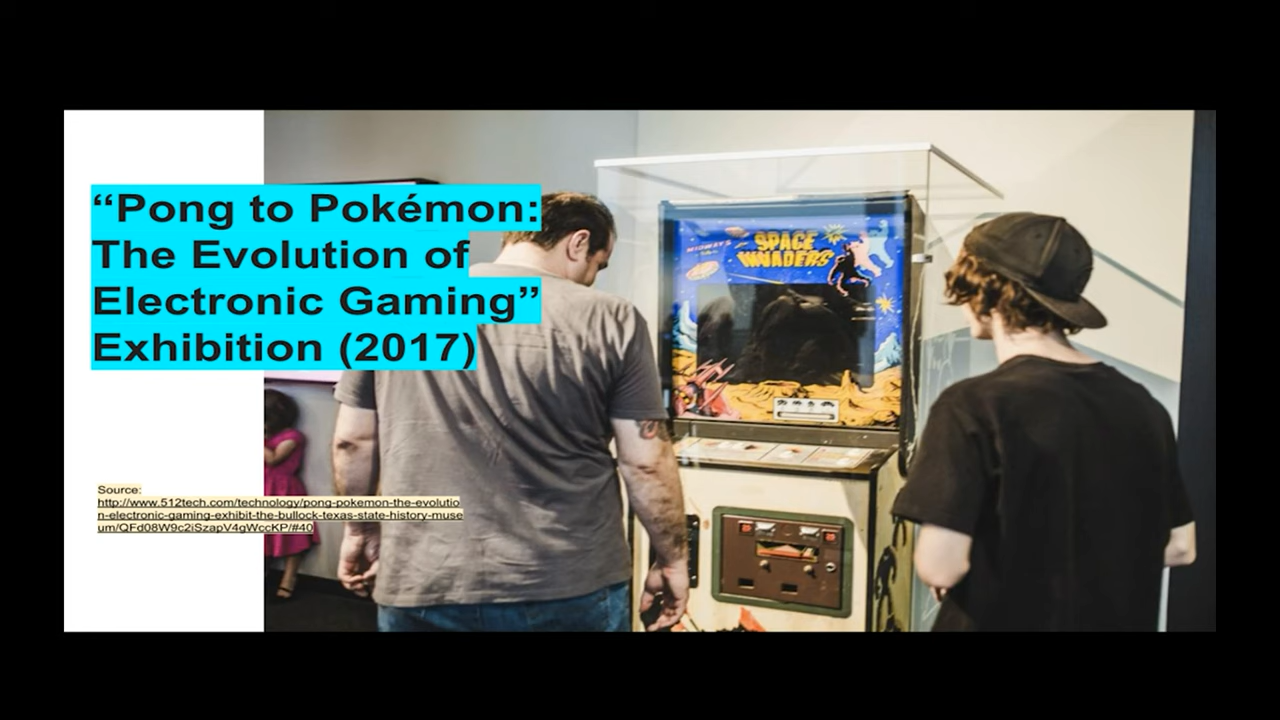 “Pong to Pokémon:
The Evolution of
Electronic Gaming”
Exhibition (2017)
MIDWAY'S
SPACE
INVADERS
Source:
http://www.512tech.com/technology/pong-pokemon-the-evolutio
n-electronic-gaming-exhibit-the-bullock-texas-state-history-muse
um/QFd08W9c2iSzapV4gWccKP/#40